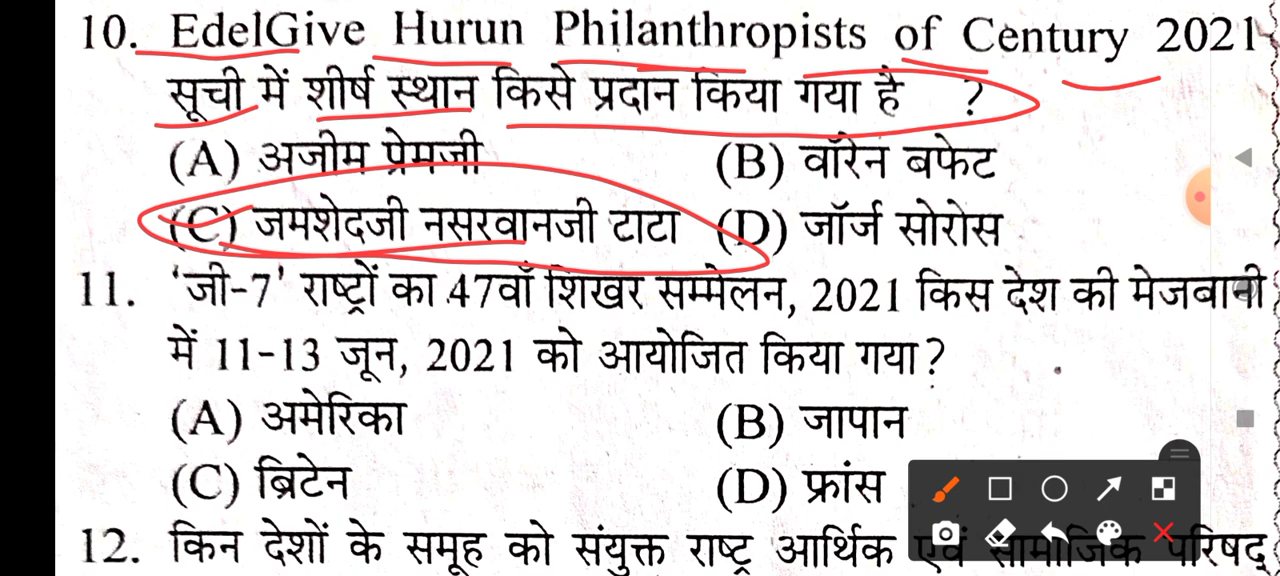 10. EdelGive Hurun Philanthropists of Century 2021
सूची में शीर्ष स्थान किसे प्रदान किया गया है ?
(A) अजीम प्रेमजी (B) वॉरेन बफेट
(C) जमशेदजी नसरवानजी टाटा (D) जॉर्ज सोरोस
11. 'जी-7' राष्ट्रों का 47वाँ शिखर सम्मेलन, 2021 किस देश की मेजबानी
में 11-13 जून, 2021 को आयोजित किया गया?
(A) अमेरिका (B) जापान
(C) ब्रिटेन (D) फ्रांस
12. किन देशों के समूह को संयुक्त राष्ट्र आर्थिक एवं सामाजिक परिषद्